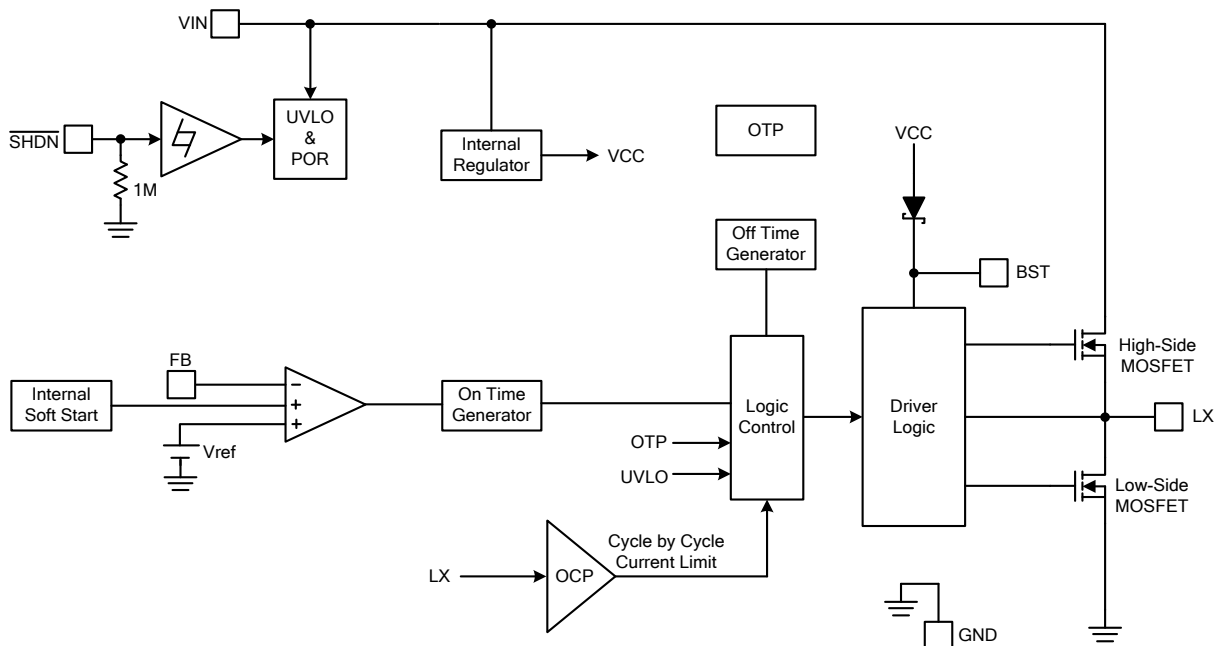 VIN
SHDN
1M
UVLO
&
POR
Internal
Regulator
VCC
OTP
VCC
Off Time
Generator
BST
FB
Internal
Soft Start
−
+
+
Vref
On Time
Generator
OTP
UVLO
Logic
Control
Driver
Logic
High-Side
MOSFET
LX
Low-Side
MOSFET
LX
OCP
Cycle by Cycle
Current Limit
GND